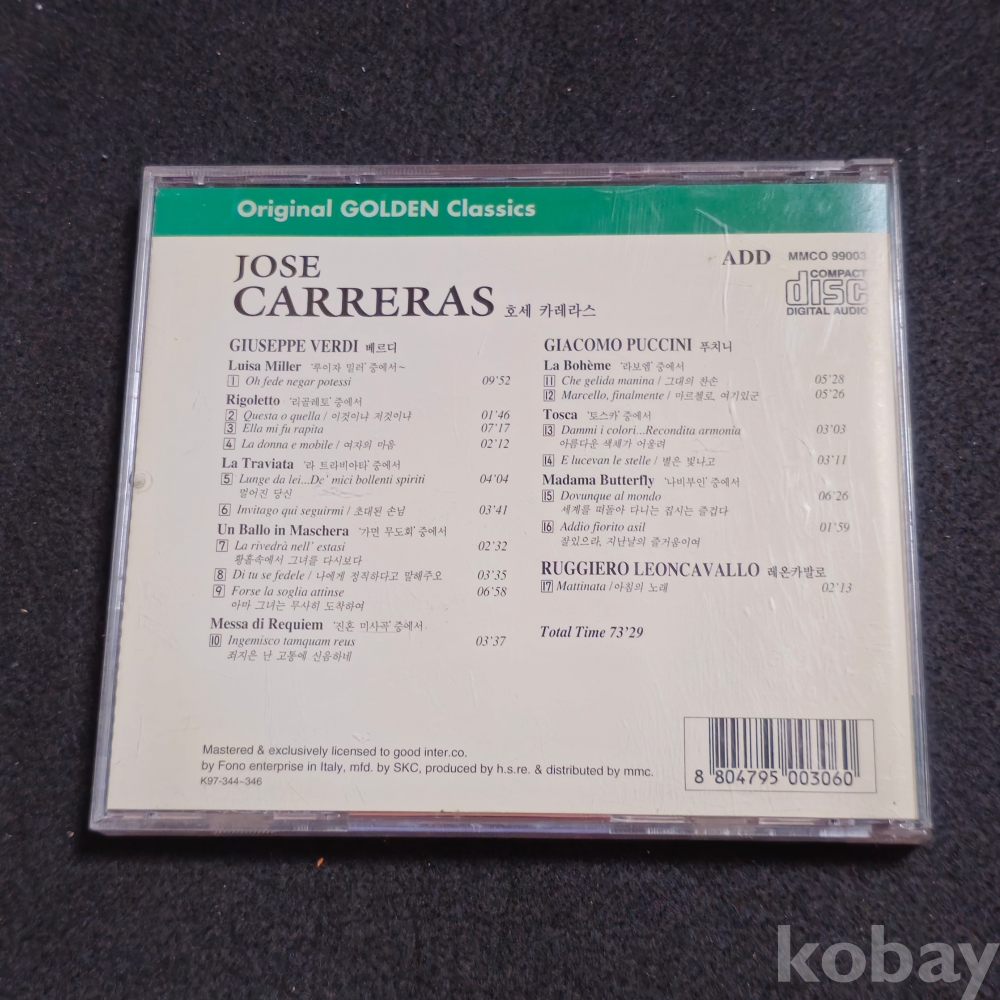 Original GOLDEN Classics
JOSE
CARRERAS 호세 카레라스
ADD MMCO 99003
COMPACT
disc
DIGITAL AUDIO
GIUSEPPE VERDI 베르디
Luisa Miller '루이자 밀러' 중에서~
1 Oh fede negar potessi 09'52
Rigoletto '리골레토' 중에서
2 Questa o quella / 이것이냐 저것이냐 01'46
3 Ella mi fu rapita 07'17
4 La donna e mobile / 여자의 마음 02'12
La Traviata '라 트라비아타' 중에서
5 Lunge da lei...De' mici bollenti spiriti 04'04
멀어진 당신
6 Invitago qui seguirmi / 초대된 손님 03'41
Un Ballo in Maschera '가면 무도회' 중에서
7 La rivedrà nell' estasi 02'32
황홀속에서 그녀를 다시보다
8 Di tu se fedele / 나에게 정직하다고 말해주오 03'35
9 Forse la soglia attinse 06'58
아마 그녀는 무사히 도착하여
Messa di Requiem '진혼 미사곡' 중에서
10 Ingemisco tamquam reus 03'37
죄지은 난 고통에 신음하네
GIACOMO PUCCINI 푸치니
La Bohème '라보엠' 중에서
11 Che gelida manina / 그대의 찬손 05'28
12 Marcello, finalmente / 마르첼로, 여기있군 05'26
Tosca '토스카' 중에서
13 Dammi i colori...Recondita armonia 03'03
아름다운 색채가 어울려
14 E lucevan le stelle / 별은 빛나고 03'11
Madama Butterfly '나비부인' 중에서
15 Dovunque al mondo 06'26
세계를 떠돌아 다니는 집시는 즐겁다
16 Addio fiorito asil 01'59
잘있으라, 지난날의 즐거움이여
RUGGIERO LEONCAVALLO 레온카발로
17 Mattinata / 아침의 노래 02'13
Total Time 73'29
Mastered & exclusively licensed to good inter.co.
by Fono enterprise in Italy, mfd. by SKC, produced by h.s.re. & distributed by mmc.
K97-344-346
8 804795 003060
kobay